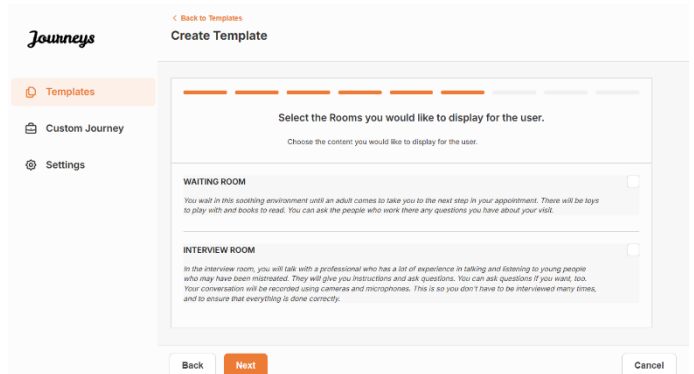 Journeys
Templates
Custom Journey
Settings
< Back to Templates
Create Template
Select the Rooms you would like to display for the user.
Choose the content you would like to display for the user.
WAITING ROOM
You wait in this soothing environment until an adult comes to take you to the next step in your appointment. There will be toys
to play with and books to read. You can ask the people who work there any questions you have about your visit.
INTERVIEW ROOM
In the interview room, you will talk with a professional who has a lot of experience in talking and listening to young people
who may have been mistreated. They will give you instructions and ask questions. You can ask questions if you want, too.
Your conversation will be recorded using cameras and microphones. This is so you don't have to be interviewed many times,
and to ensure that everything is done correctly.
Back
Next
Cancel